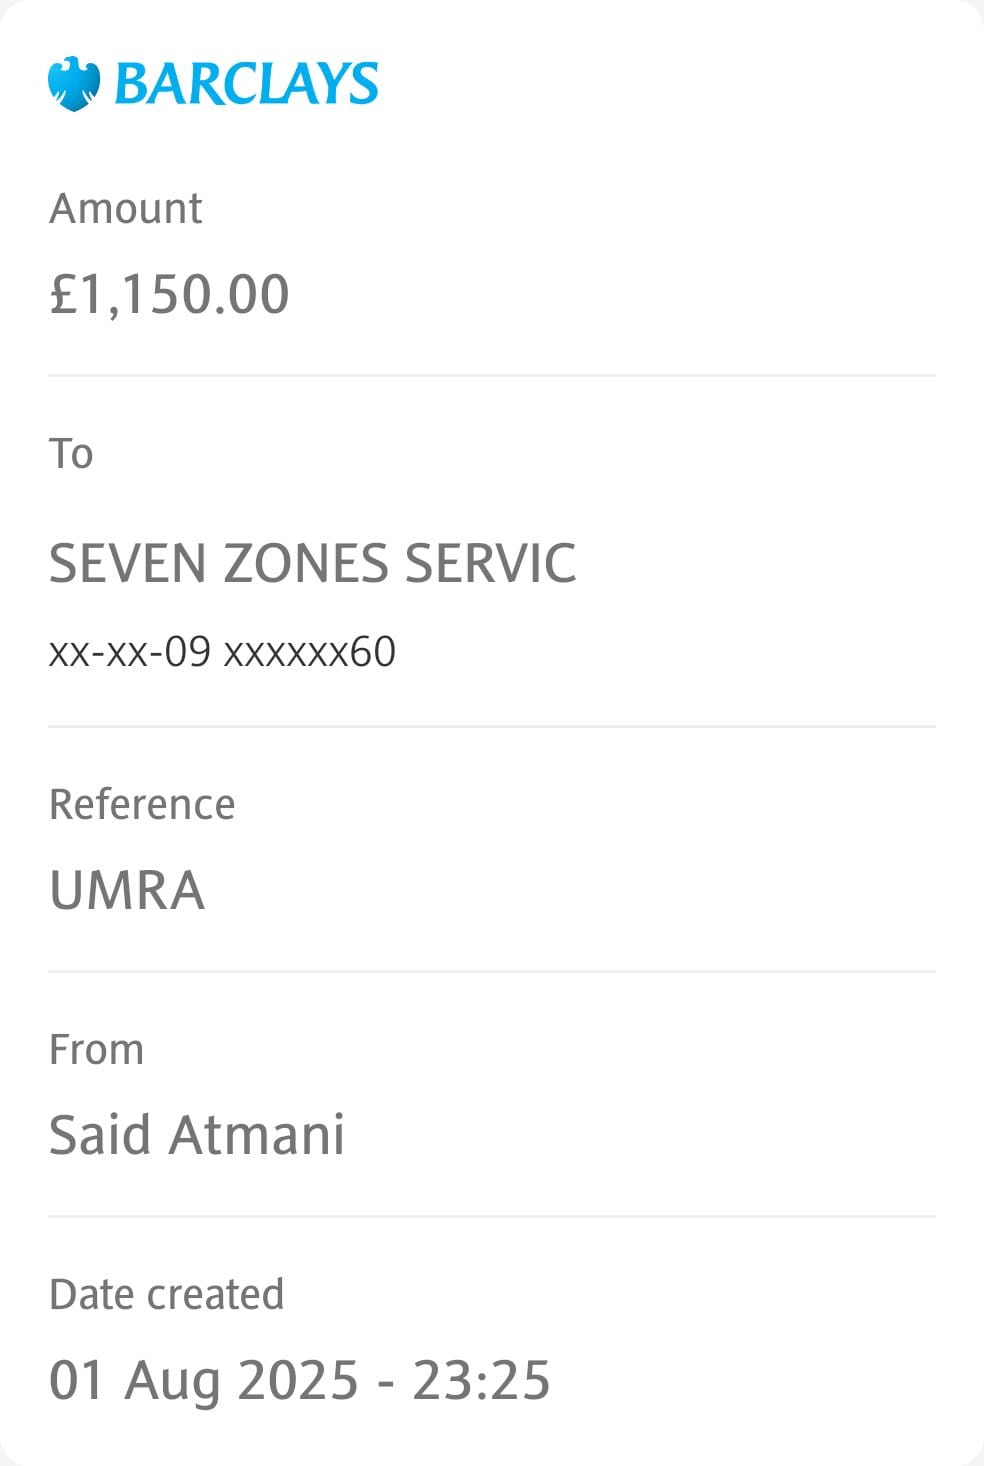 BARCLAYS
Amount
£1,150.00
To
SEVEN ZONES SERVIC
xx-xx-09 xxxxxx60
Reference
UMRA
From
Said Atmani
Date created
01 Aug 2025 - 23:25